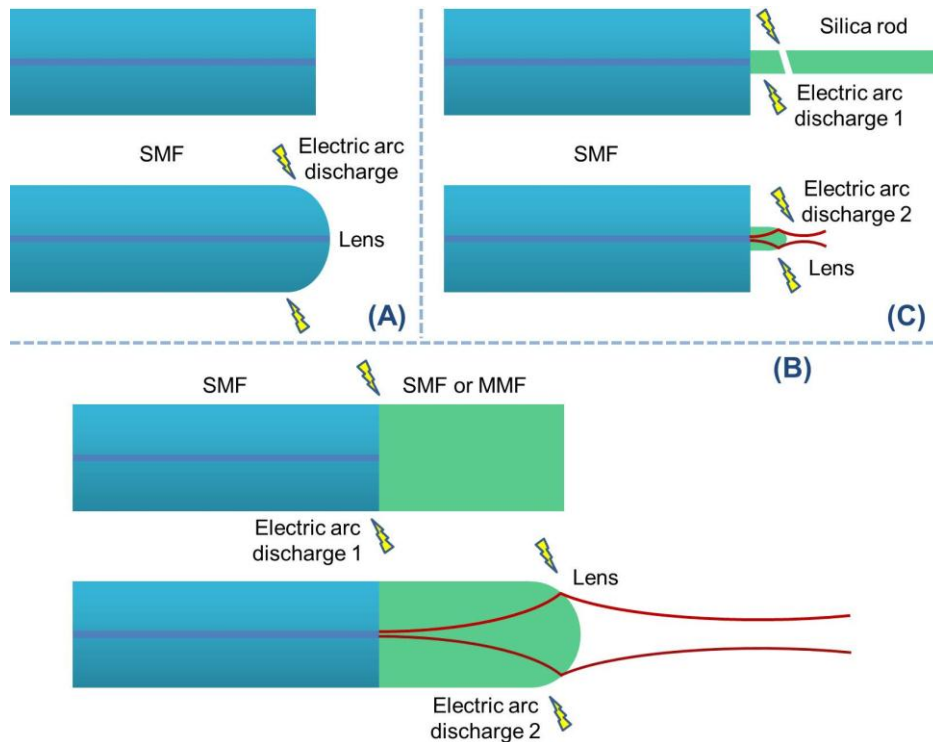 SMF
Electric arc
discharge
Lens
(A)
Silica rod
Electric arc
discharge 1
SMF
Electric arc
discharge 2
Lens
(C)
(B)
SMF
SMF or MMF
Electric arc
discharge 1
Lens
Electric arc
discharge 2